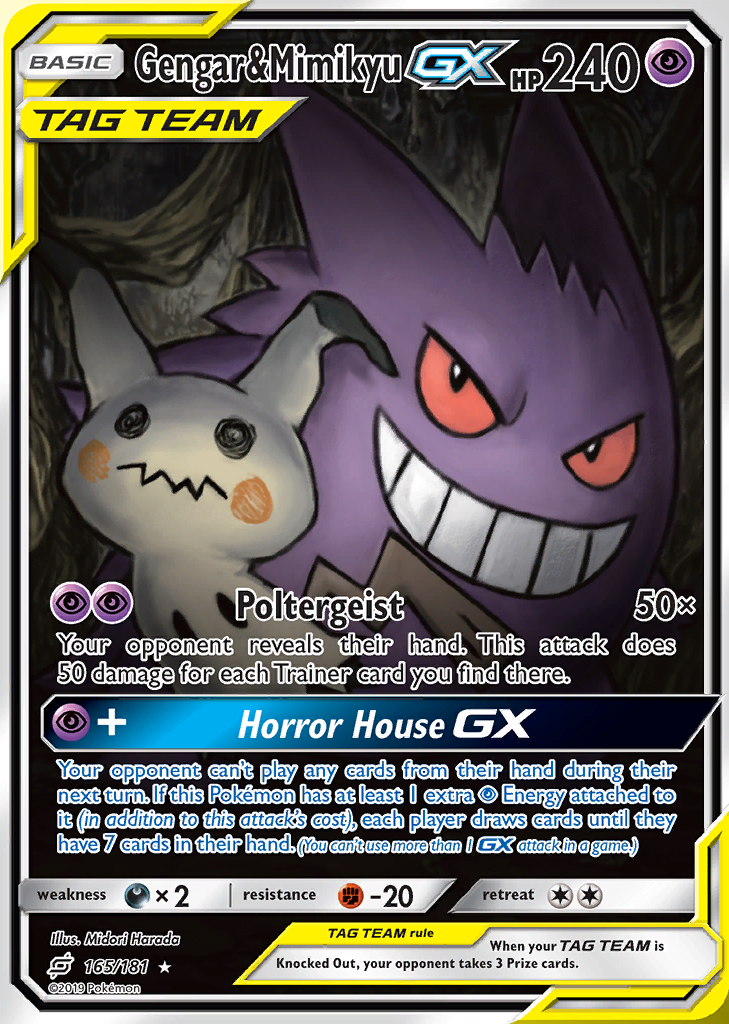 BASIC Gengar&Mimikyu GX HP 240
TAG TEAM
Poltergeist 50×
Your opponent reveals their hand. This attack does
50 damage for each Trainer card you find there.
+ Horror House GX
Your opponent can't play any cards from their hand during their
next turn. If this Pokémon has at least 1 extra Energy attached to
it (in addition to this attack's cost), each player draws cards until they
have 7 cards in their hand. (You can't use more than 1 GX attack in a game.)
weakness × 2 resistance -20 retreat
Illus. Midori Harada
165/181
©2019 Pokémon
TAG TEAM rule
When your TAG TEAM is
Knocked Out, your opponent takes 3 Prize cards.